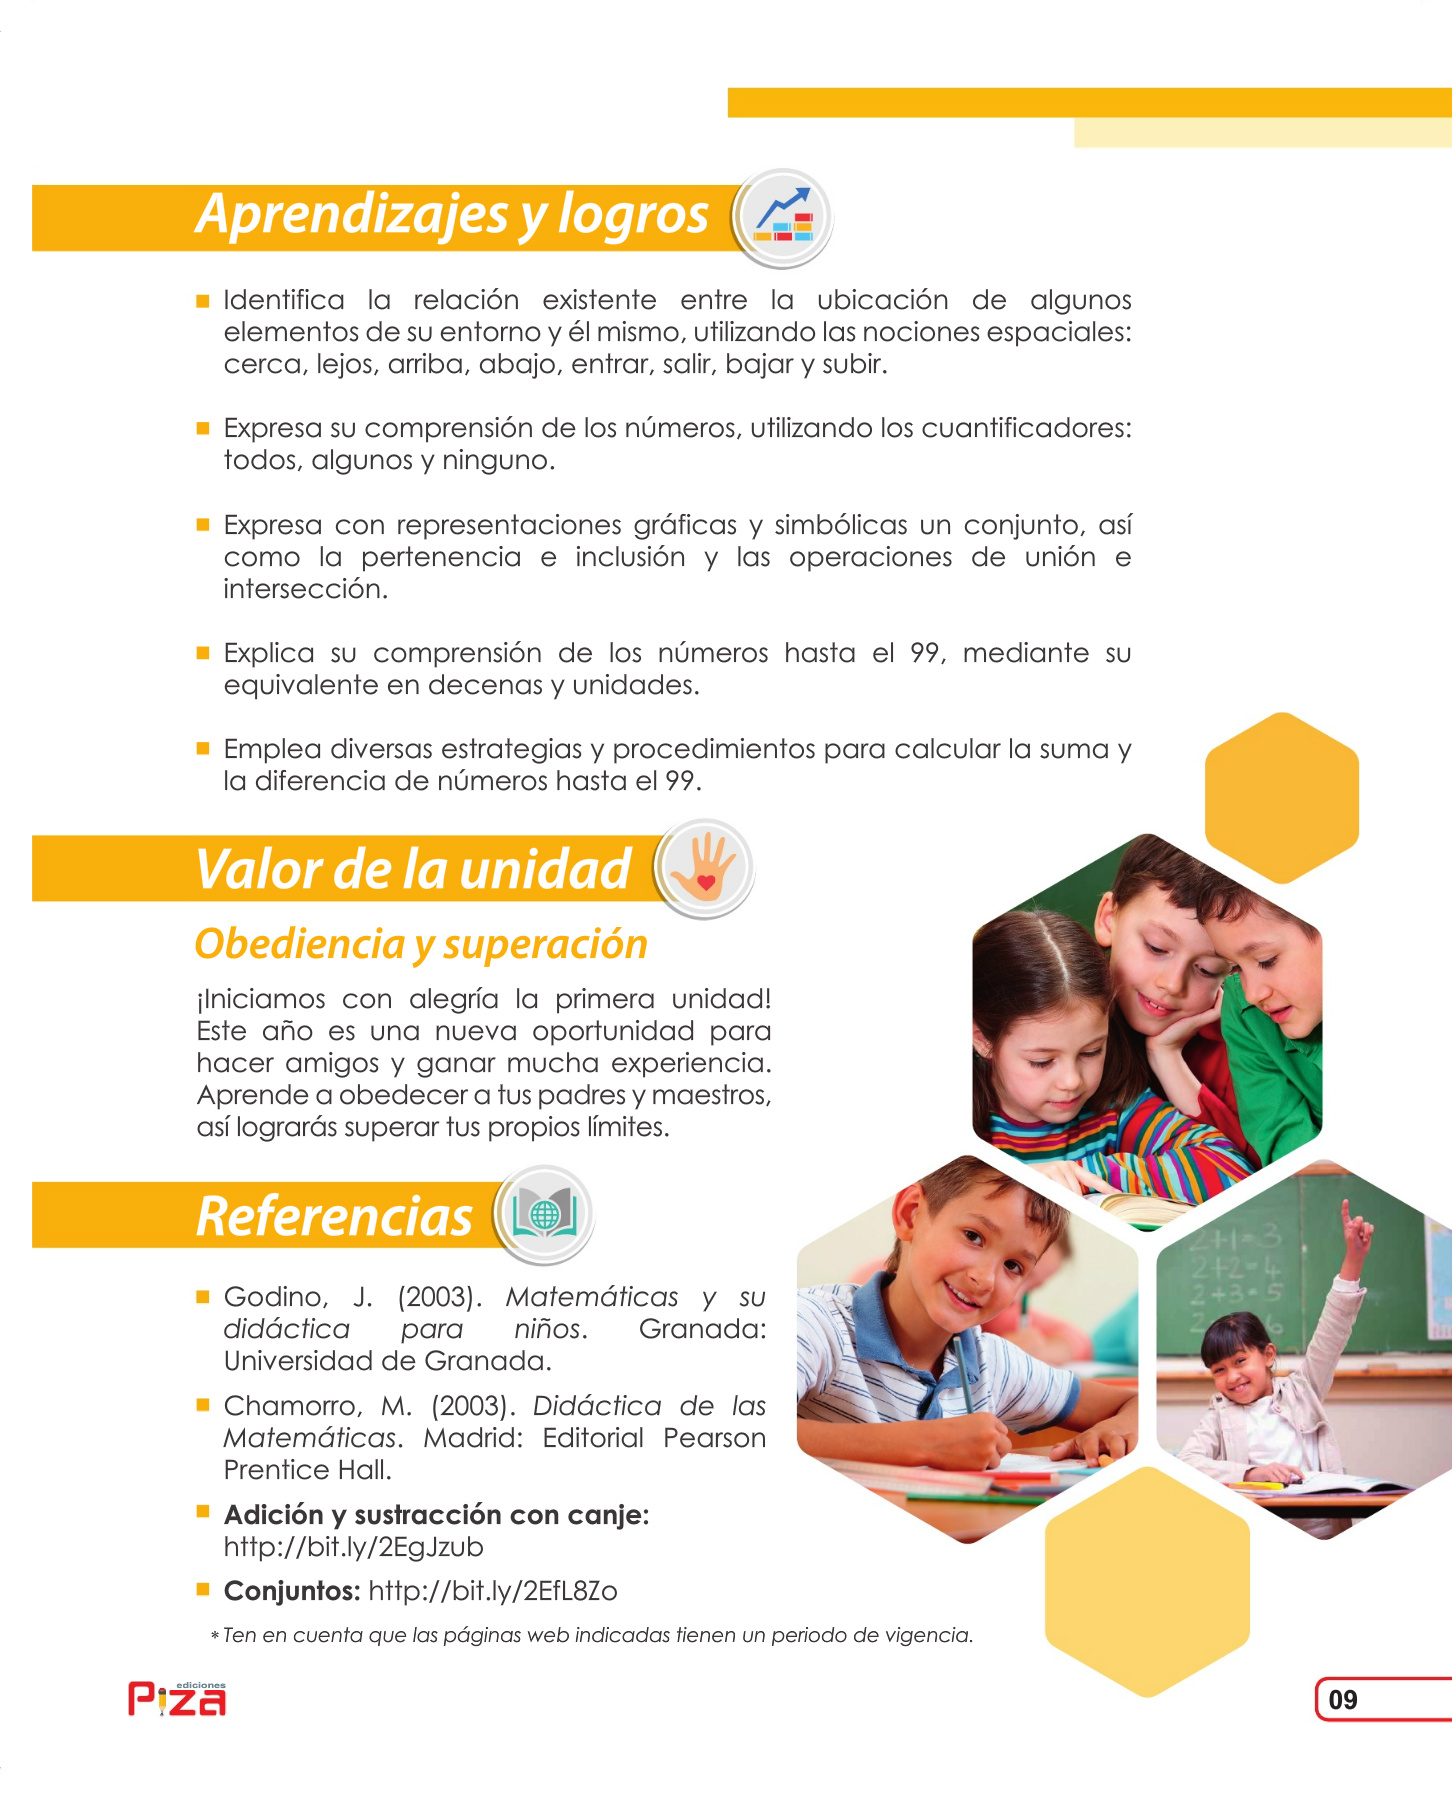 Aprendizajes y logros
Identifica la relación existente entre la ubicación de algunos
elementos de su entorno y él mismo, utilizando las nociones espaciales:
cerca, lejos, arriba, abajo, entrar, salir, bajar y subir.
Expresa su comprensión de los números, utilizando los cuantificadores:
todos, algunos y ninguno.
Expresa con representaciones gráficas y simbólicas un conjunto, así
como la pertenencia e inclusión y las operaciones de unión e
intersección.
Explica su comprensión de los números hasta el 99, mediante su
equivalente en decenas y unidades.
Emplea diversas estrategias y procedimientos para calcular la suma y
la diferencia de números hasta el 99.
Valor de la unidad
Obediencia y superación
¡Iniciamos con alegría la primera unidad!
Este año es una nueva oportunidad para
hacer amigos y ganar mucha experiencia.
Aprende a obedecer a tus padres y maestros,
así lograrás superar tus propios límites.
Referencias
Godino, J. (2003). Matemáticas y su
didáctica para niños. Granada:
Universidad de Granada.
Chamorro, M. (2003). Didáctica de las
Matemáticas. Madrid: Editorial Pearson
Prentice Hall.
Adición y sustracción con canje:
http://bit.ly/2EgJzub
Conjuntos: http://bit.ly/2EfL8Zo
* Ten en cuenta que las páginas web indicadas tienen un periodo de vigencia.
2+1=3
2+2=4
2+3=5
ediciones
Piza
09